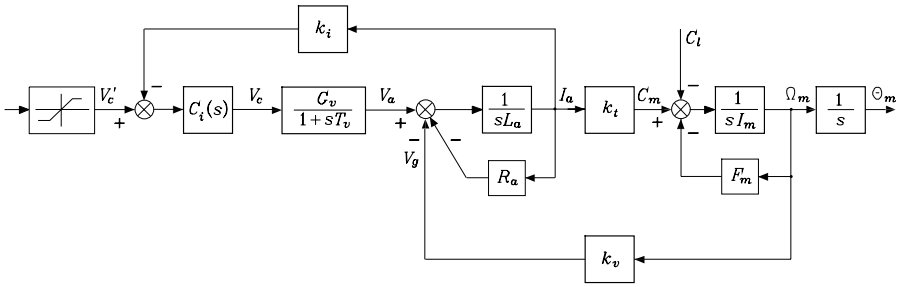 k_i
C_l
V_c'
C_i(s)
V_c
G_v
1+sT_v
V_a
1
sL_a
I_a
k_t
C_m
1
sI_m
Ω_m
1
s
Θ_m
+
−
+
−
−
+
−
−
V_g
R_a
F_m
k_v